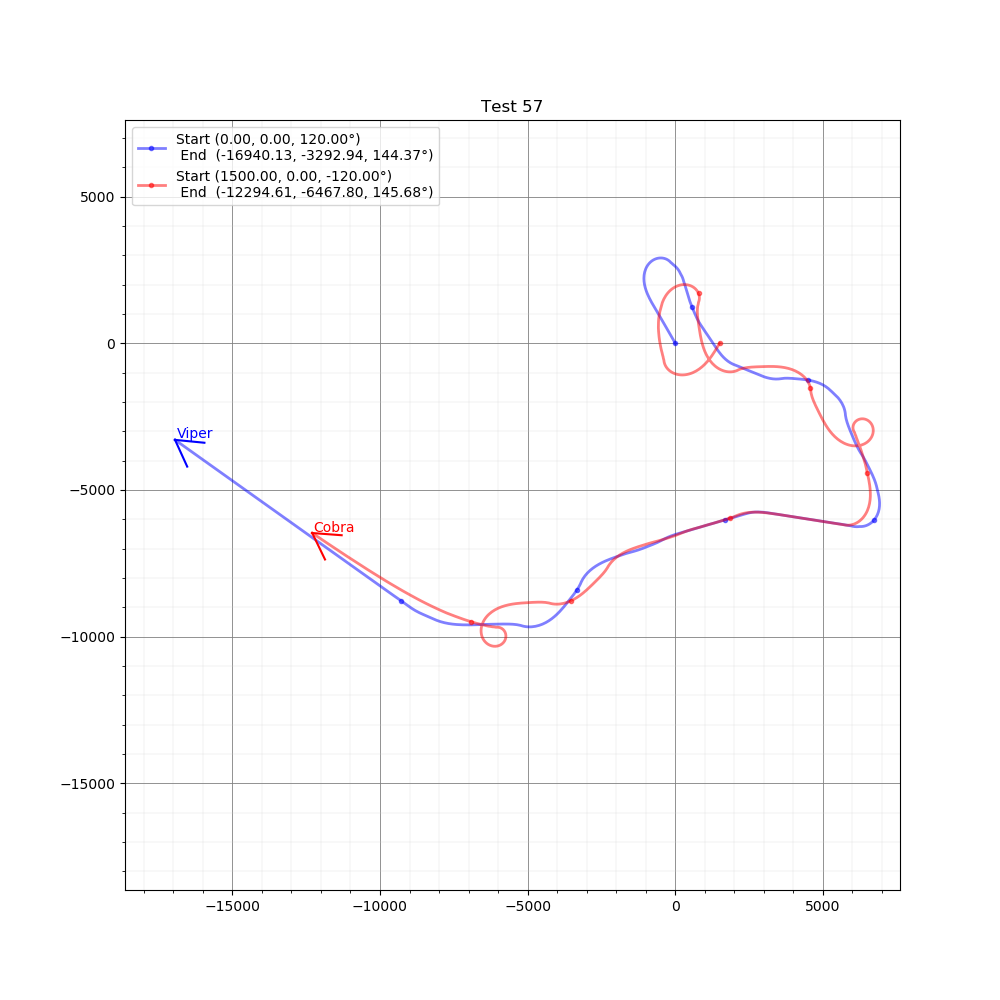 Test 57
Start (0.00, 0.00, 120.00°)
End  (-16940.13, -3292.94, 144.37°)
Start (1500.00, 0.00, -120.00°)
End  (-12294.61, -6467.80, 145.68°)
5000
0
−5000
−10000
−15000
Viper
Cobra
−15000
−10000
−5000
0
5000